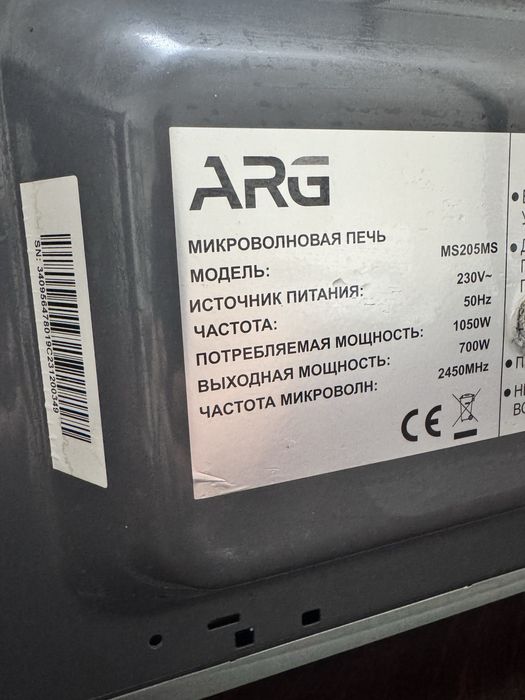 ARG
МИКРОВОЛНОВАЯ ПЕЧЬ
МОДЕЛЬ: MS205MS
ИСТОЧНИК ПИТАНИЯ: 230V~
ЧАСТОТА: 50Hz
ПОТРЕБЛЯЕМАЯ МОЩНОСТЬ: 1050W
ВЫХОДНАЯ МОЩНОСТЬ: 700W
ЧАСТОТА МИКРОВОЛН: 2450MHz
CE
SN: 340956478019C231200349